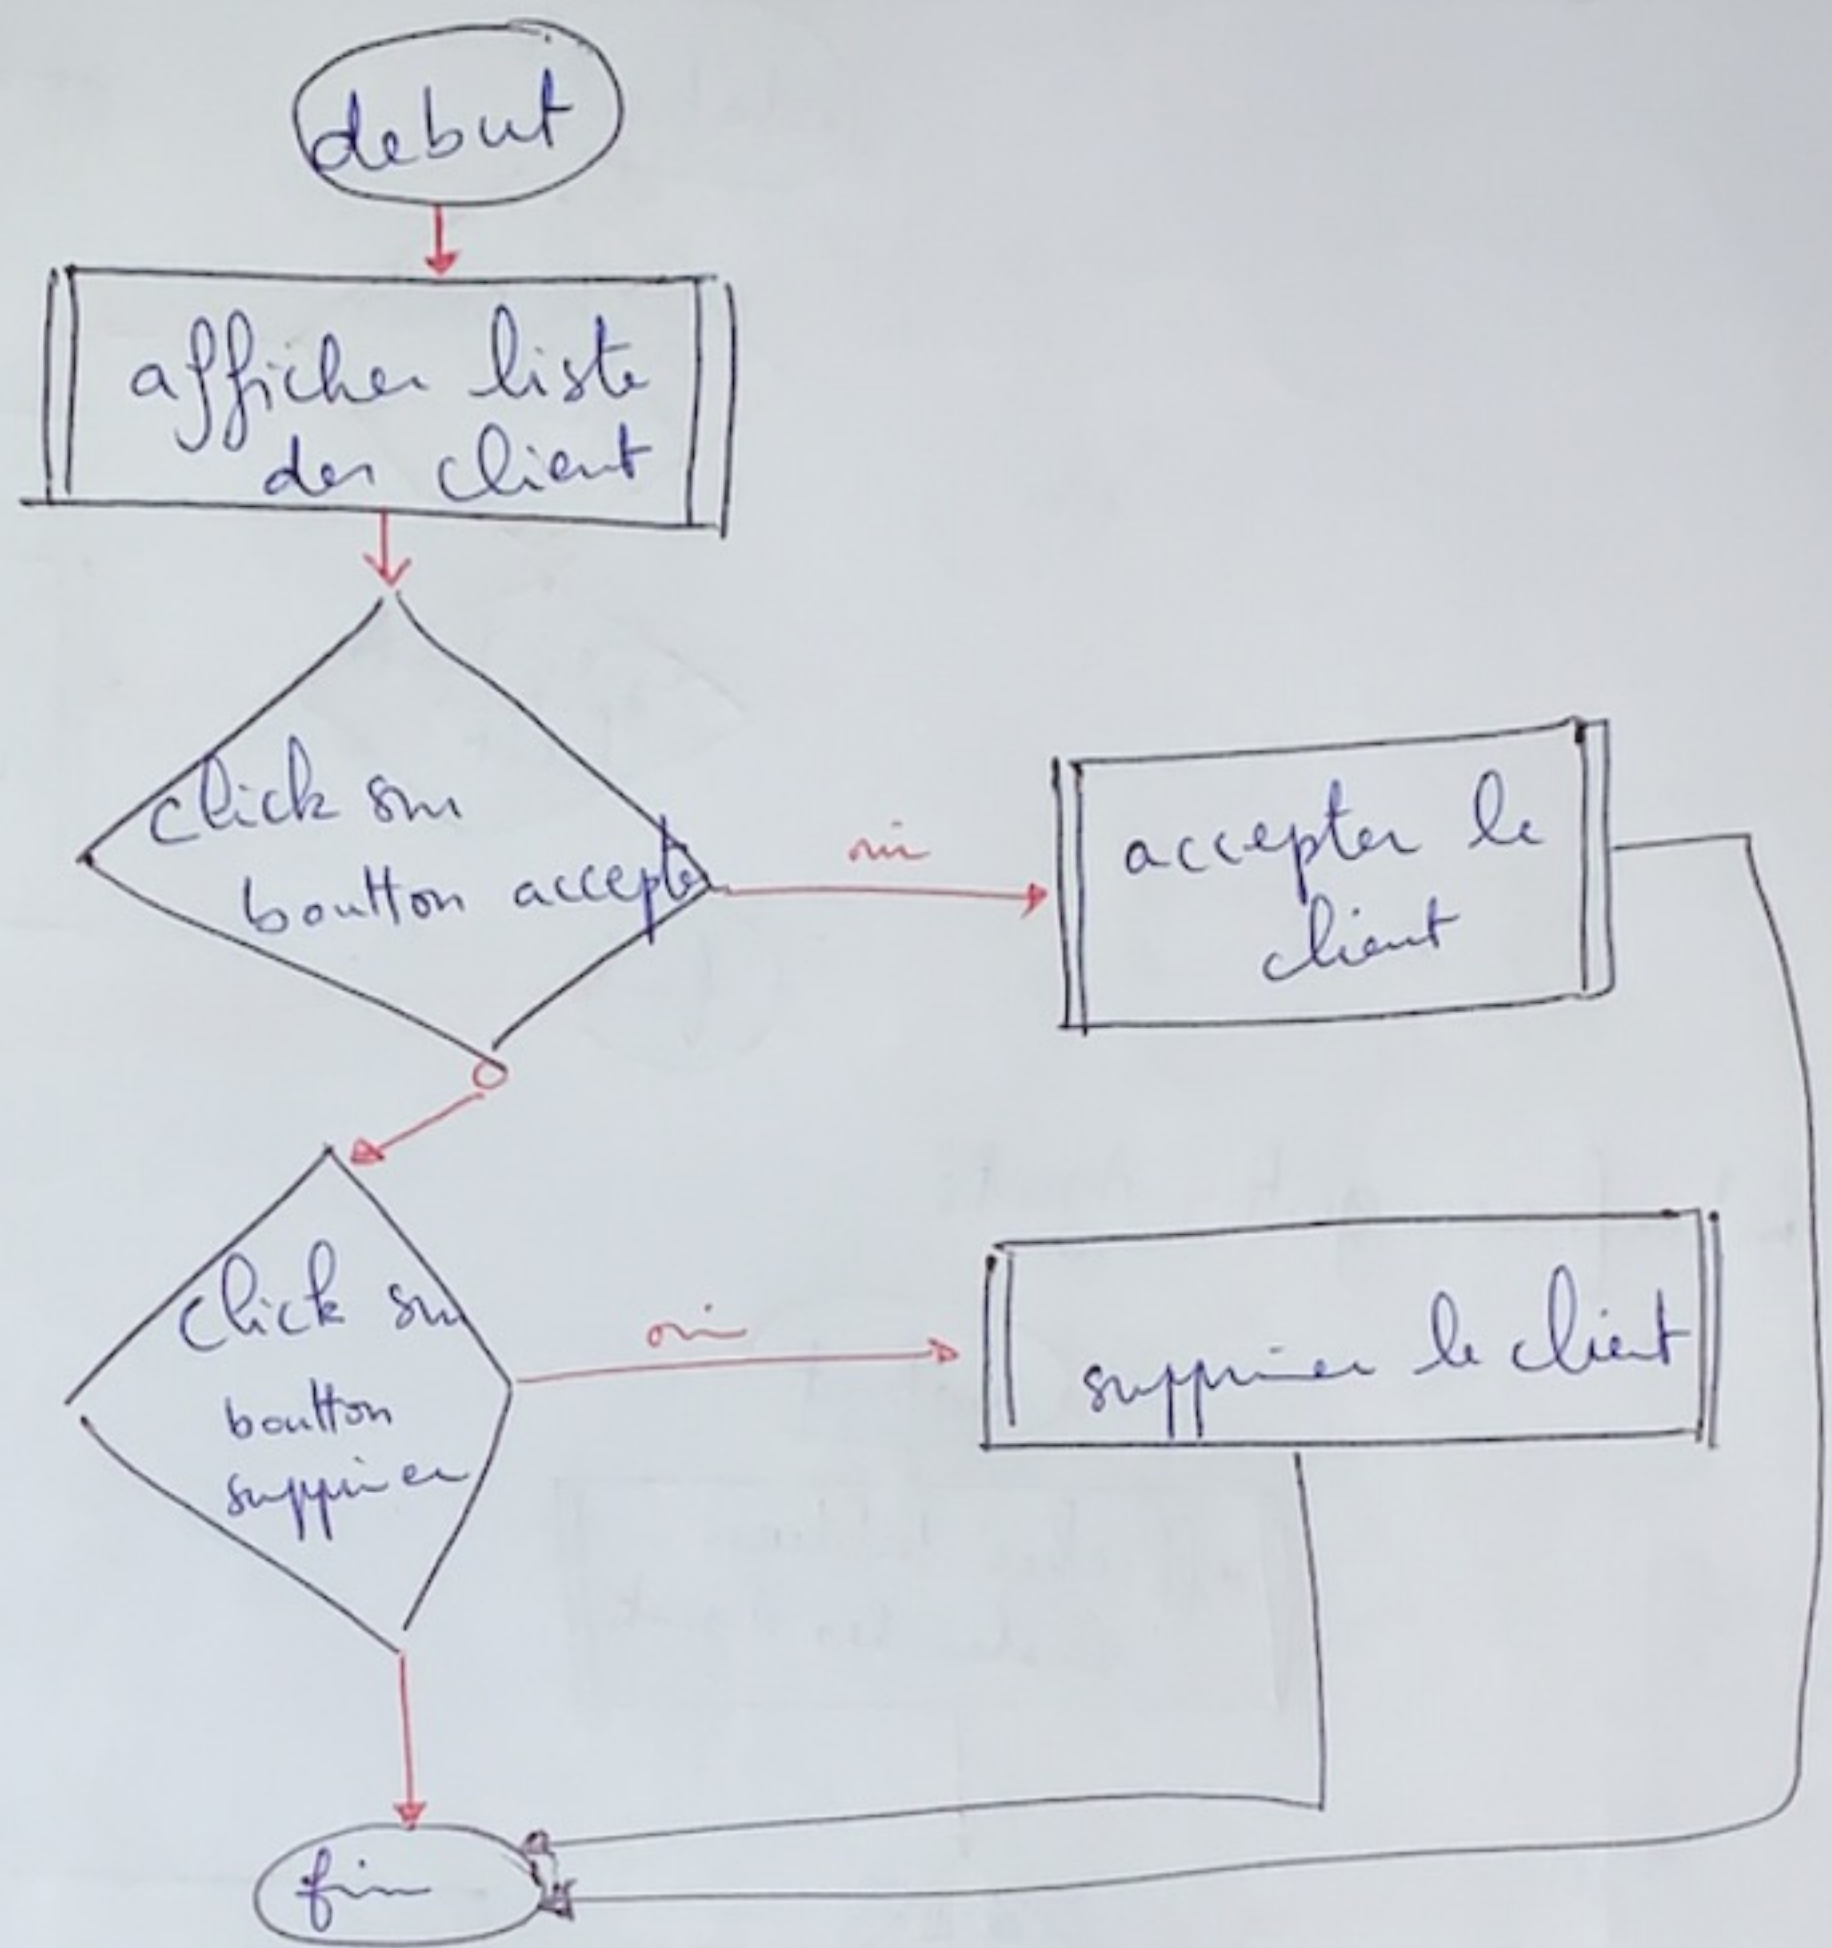 debut
afficher liste
des client
click sur
boutton accepter
oui
accepter le
client
click sur
boutton
supprimer
oui
supprimer le client
fin